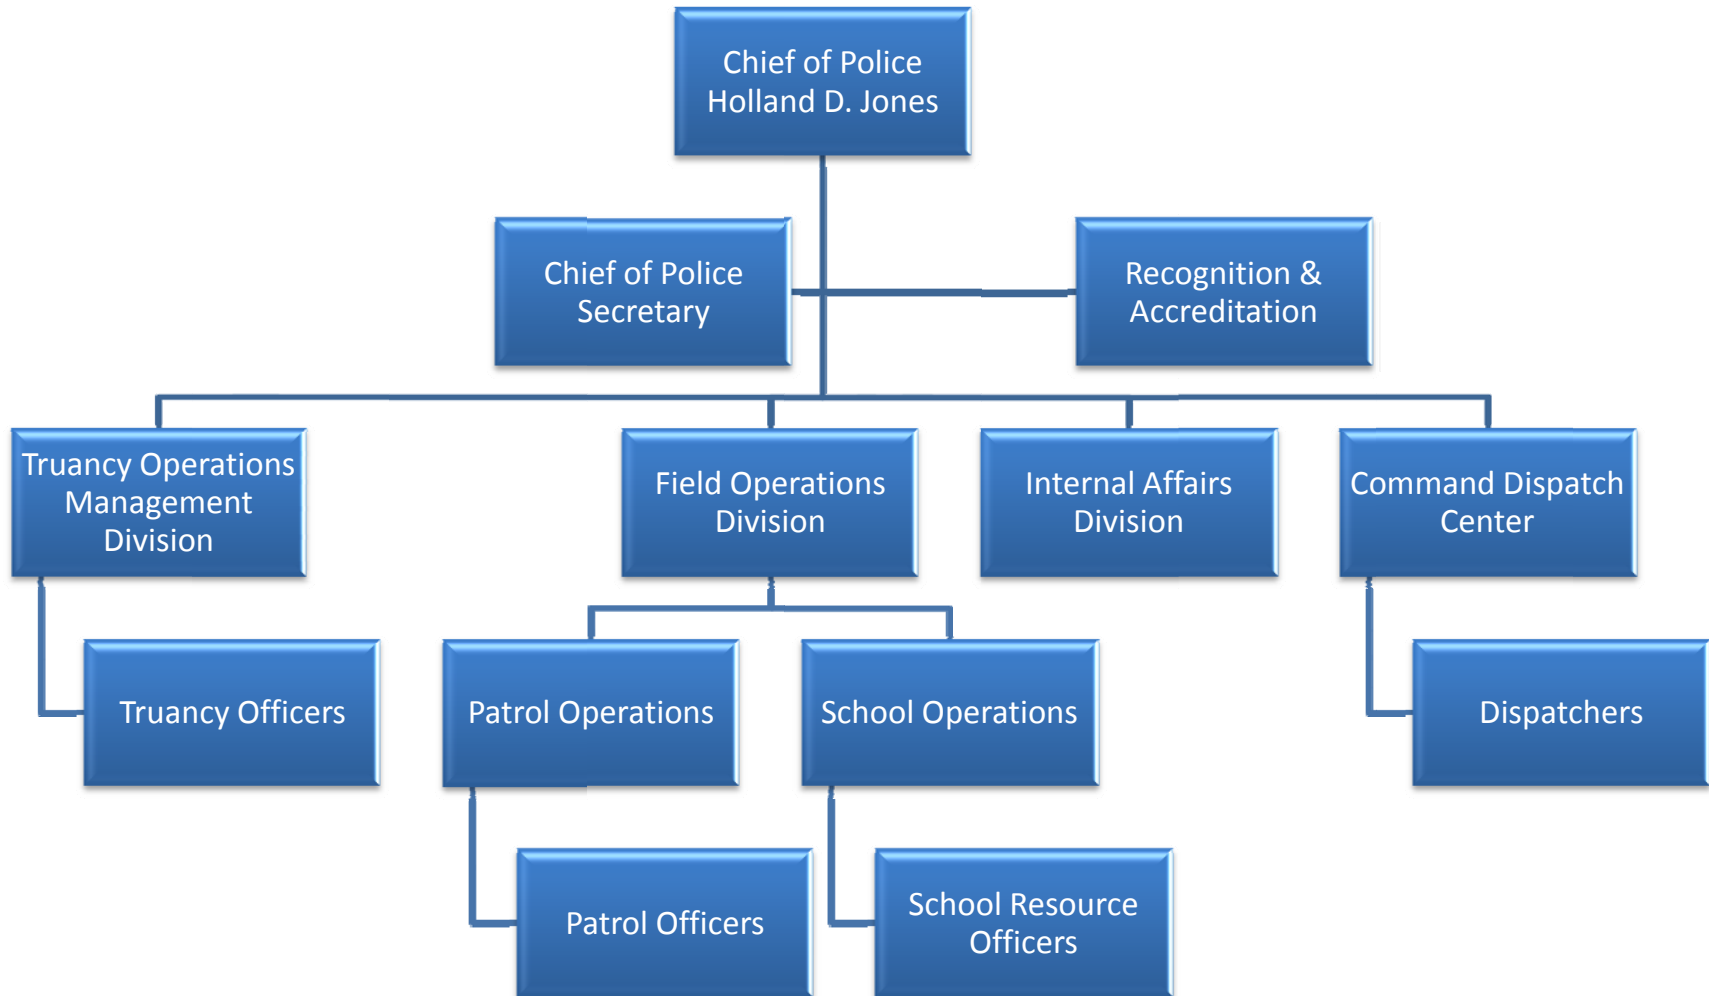 Chief of Police
Holland D. Jones
Chief of Police
Secretary
Recognition &
Accreditation
Truancy Operations
Management
Division
Field Operations
Division
Internal Affairs
Division
Command Dispatch
Center
Truancy Officers
Patrol Operations
School Operations
Dispatchers
Patrol Officers
School Resource
Officers